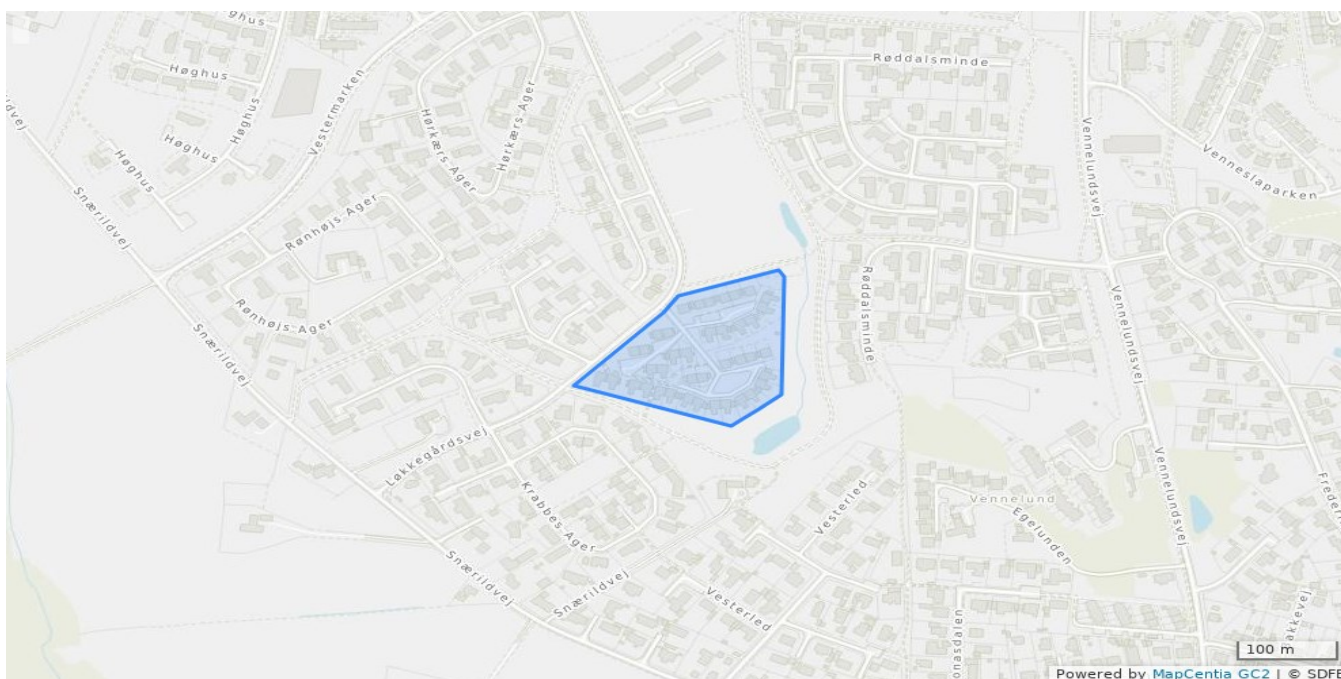 Høghus
Høghus
Høghus
Høghus
Vestermarken
Hørkærs-Ager
Hørkærs-Ager
Røddalsminde
Vennelundsvej
Venneslaparken
Snærildvej
Rønhøjs-Ager
Rønhøjs-Ager
Snærildvej
Røddalsminde
Vennelundsvej
Løkkegårdsvej
Krabbes-Ager
Vesterled
Vennelund
Egelunden
Vennelundsvej
Snærildvej
Snærildvej
Vesterled
100 m
Powered by MapCentia GC2 | © SDFE